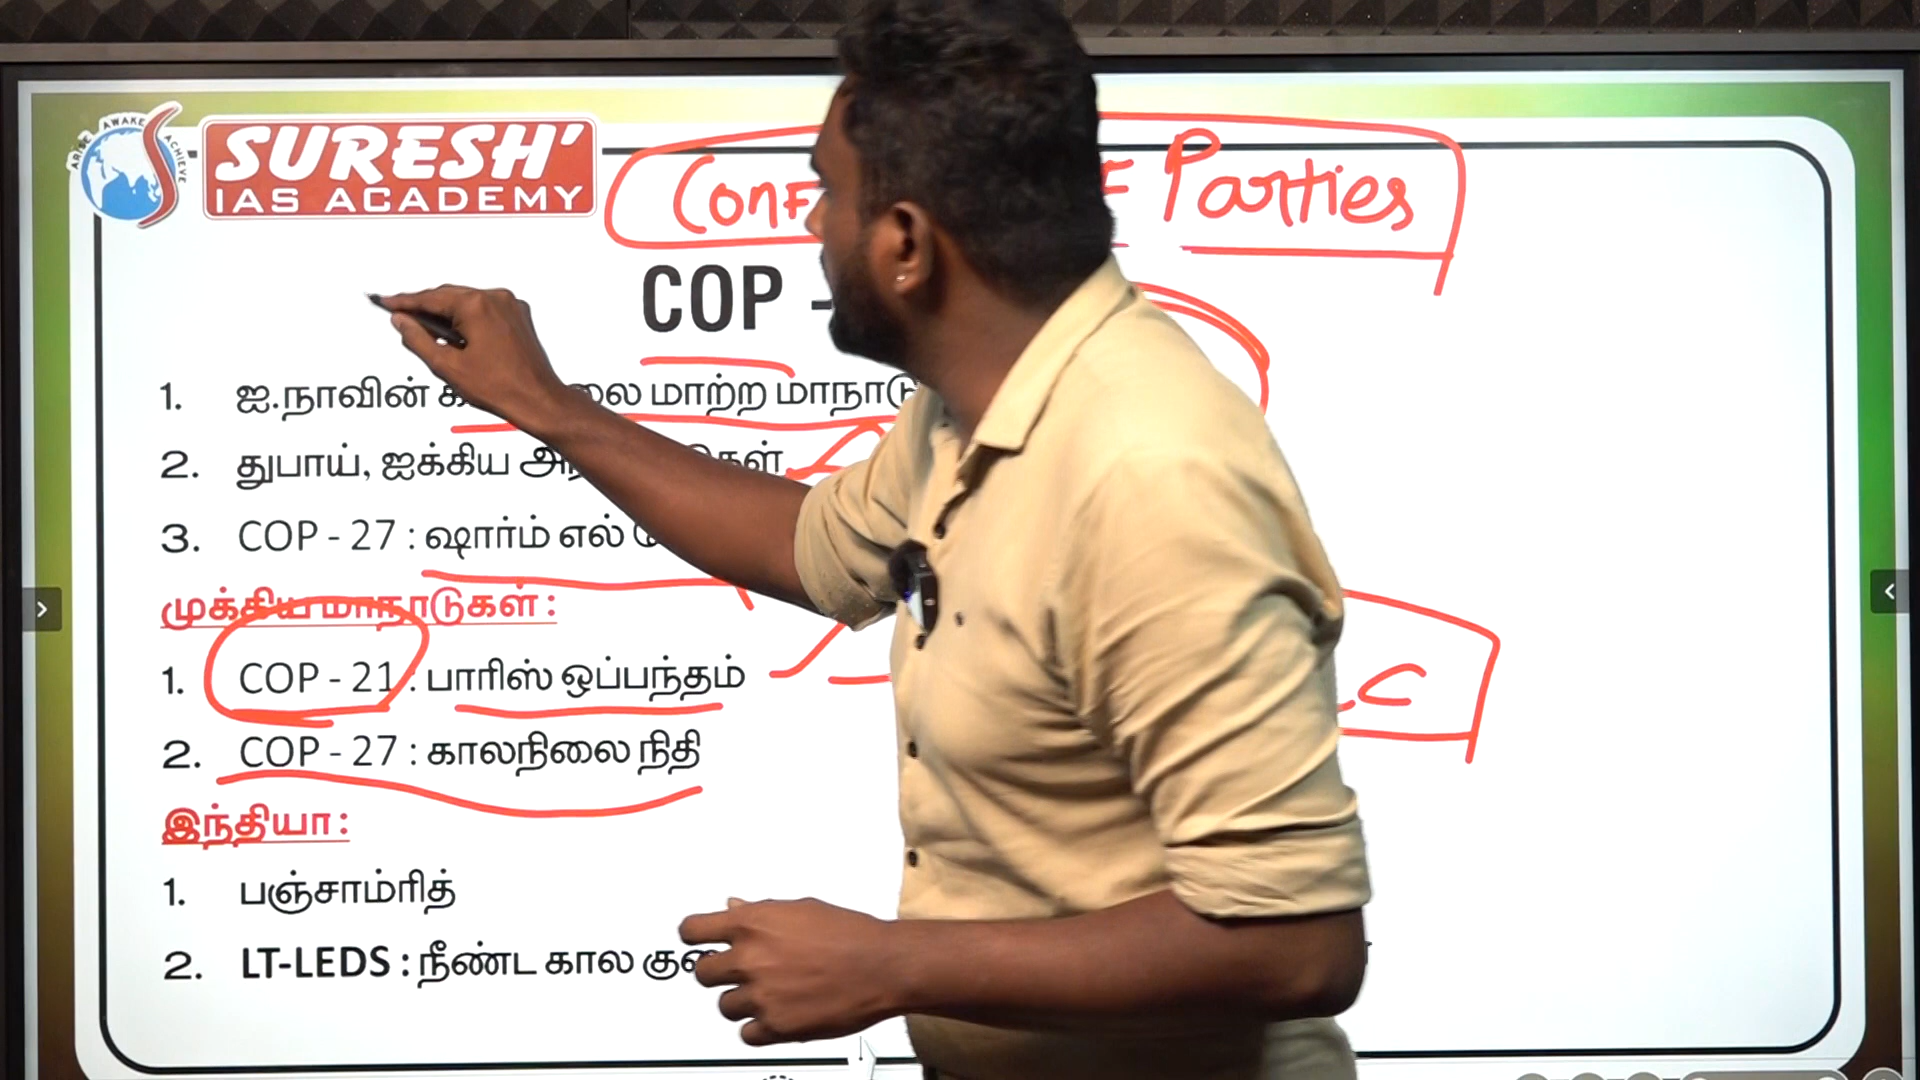 ARISE AWAKE ACHIEVE
SURESH'
IAS ACADEMY
Parties
COP -
1. ஐ.நாவின் மாற்ற மாநாடு
2. துபாய், ஐக்கிய
3. COP - 27 : ஷார்ம் எல்
முக்கிய மாநாடுகள் :
1. COP - 21 : பாரிஸ் ஒப்பந்தம்
2. COP - 27 : காலநிலை நிதி
இந்தியா :
1. பஞ்சாம்ரித்
2. LT-LEDS : நீண்ட கால